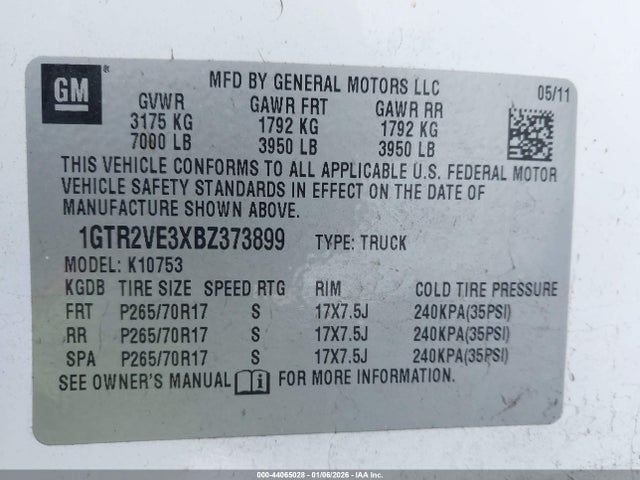 GM
MFD BY GENERAL MOTORS LLC
05/11
GVWR GAWR FRT GAWR RR
3175 KG 1792 KG 1792 KG
7000 LB 3950 LB 3950 LB
THIS VEHICLE CONFORMS TO ALL APPLICABLE U.S. FEDERAL MOTOR
VEHICLE SAFETY STANDARDS IN EFFECT ON THE DATE OF
MANUFACTURE SHOWN ABOVE.
1GTR2VE3XBZ373899 TYPE: TRUCK
MODEL: K10753
KGDB TIRE SIZE SPEED RTG RIM COLD TIRE PRESSURE
FRT P265/70R17 S 17X7.5J 240KPA(35PSI)
RR P265/70R17 S 17X7.5J 240KPA(35PSI)
SPA P265/70R17 S 17X7.5J 240KPA(35PSI)
SEE OWNER'S MANUAL FOR MORE INFORMATION.
000-44065028 - 01/06/2026 - IAA Corp.